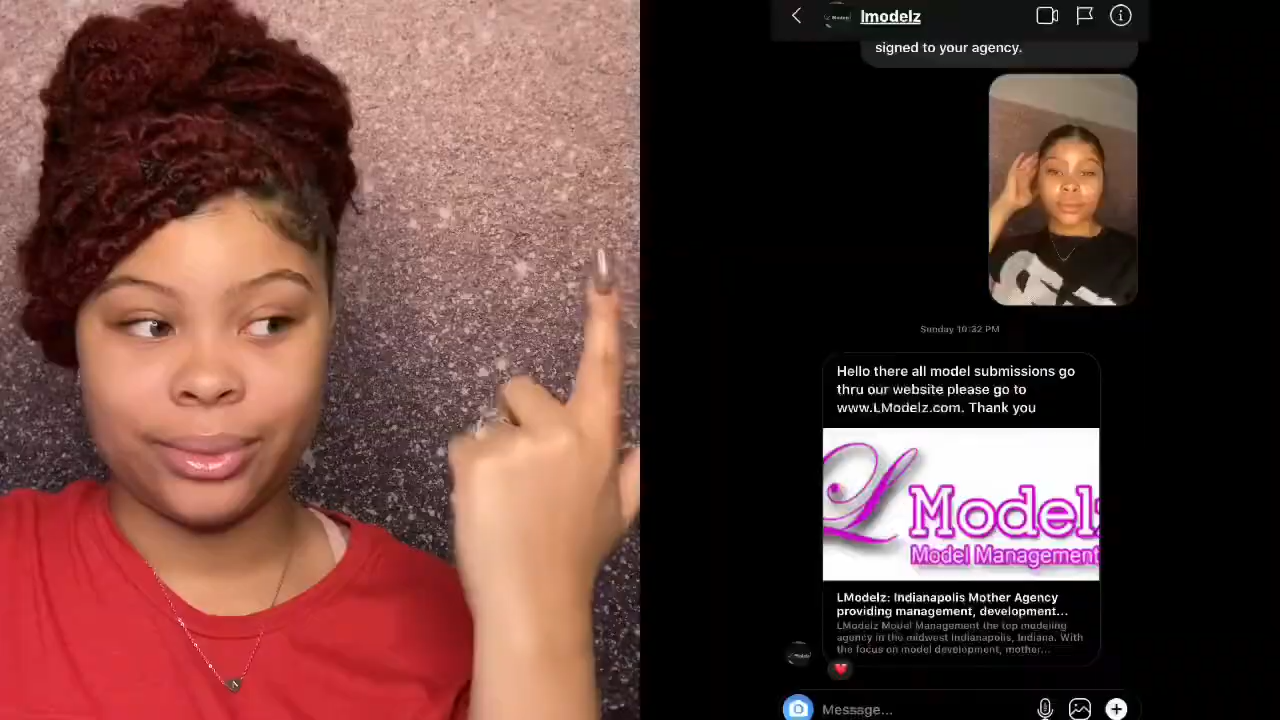 lmodelz
signed to your agency.
Sunday 10:32 PM
Hello there all model submissions go
thru our website please go to
www.LModelz.com. Thank you
L Modelz
Model Management
LModelz: Indianapolis Mother Agency
providing management, development...
LModelz Model Management the top modeling
agency in the midwest Indianapolis, Indiana. With
the focus on model development, mother...
Message...